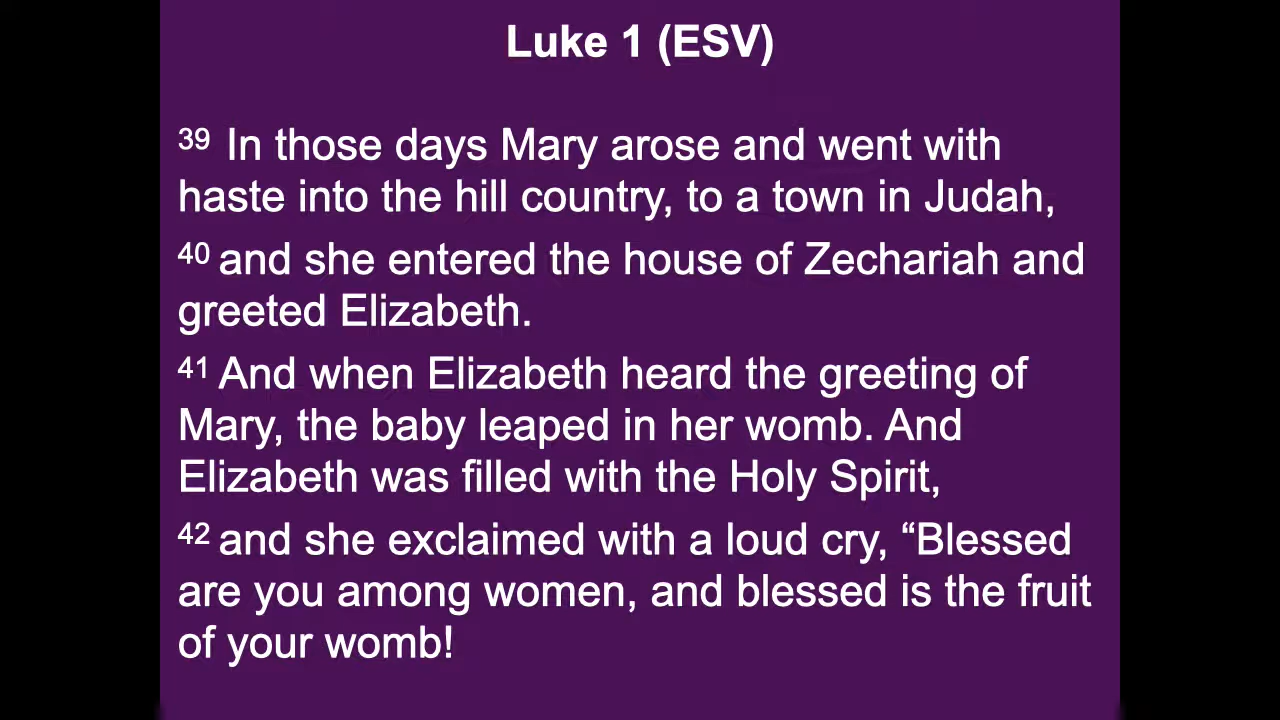 Luke 1 (ESV)
39 In those days Mary arose and went with
haste into the hill country, to a town in Judah,
40 and she entered the house of Zechariah and
greeted Elizabeth.
41 And when Elizabeth heard the greeting of
Mary, the baby leaped in her womb. And
Elizabeth was filled with the Holy Spirit,
42 and she exclaimed with a loud cry, “Blessed
are you among women, and blessed is the fruit
of your womb!